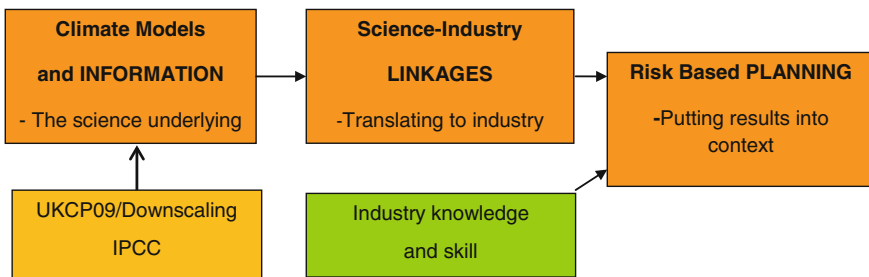 Climate Models
and INFORMATION
- The science underlying
Science-Industry
LINKAGES
-Translating to industry
Risk Based PLANNING
-Putting results into
context
UKCP09/Downscaling
IPCC
Industry knowledge
and skill